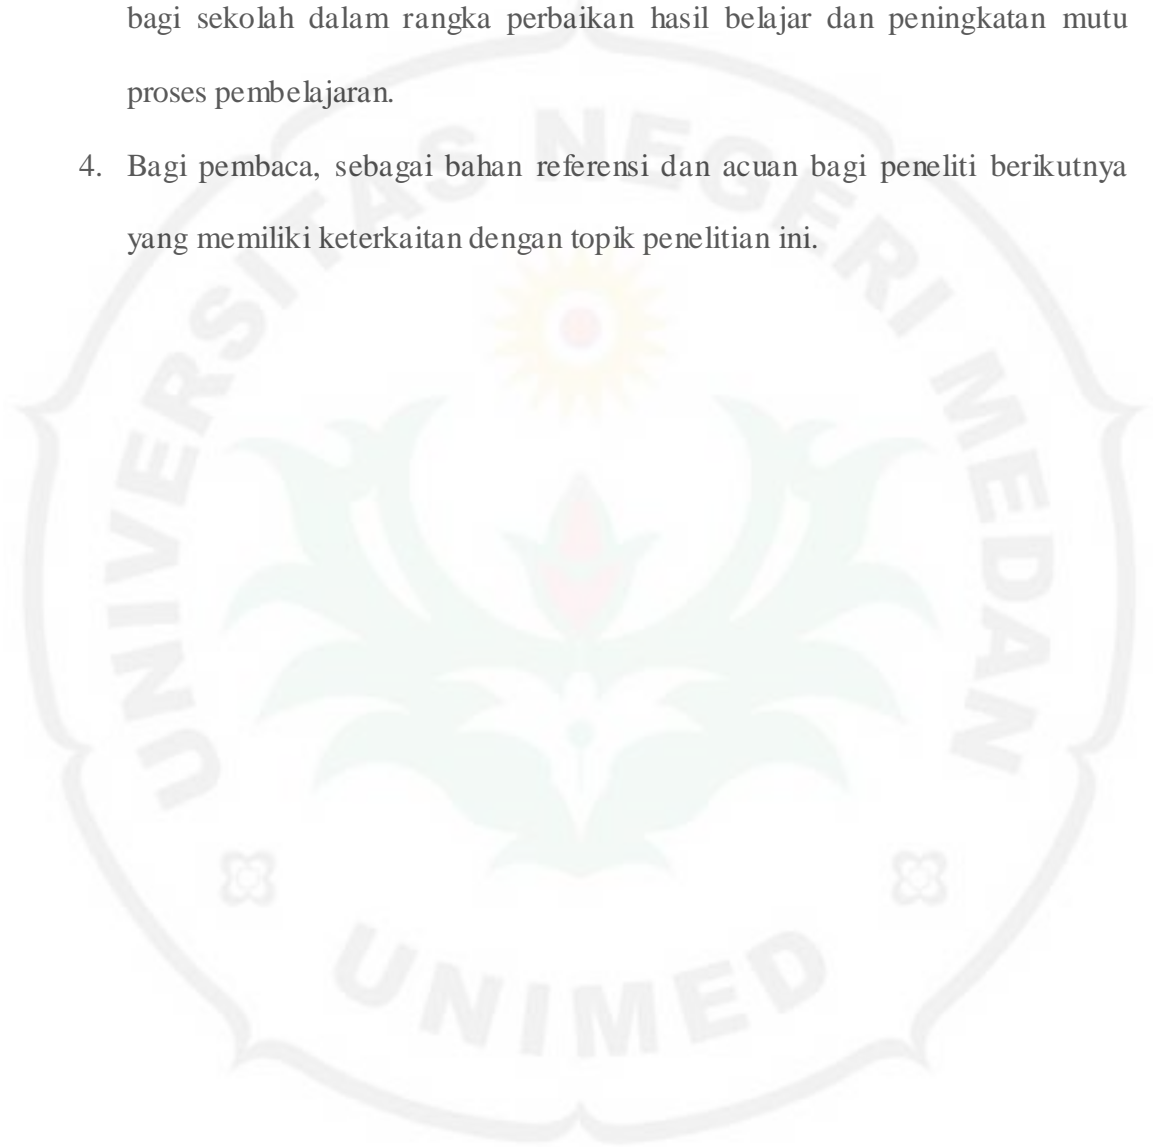 bagi sekolah dalam rangka perbaikan hasil belajar dan peningkatan mutu
proses pembelajaran.
4. Bagi pembaca, sebagai bahan referensi dan acuan bagi peneliti berikutnya
yang memiliki keterkaitan dengan topik penelitian ini.
UNIVERSITAS NEGERI MEDAN
UNIMED